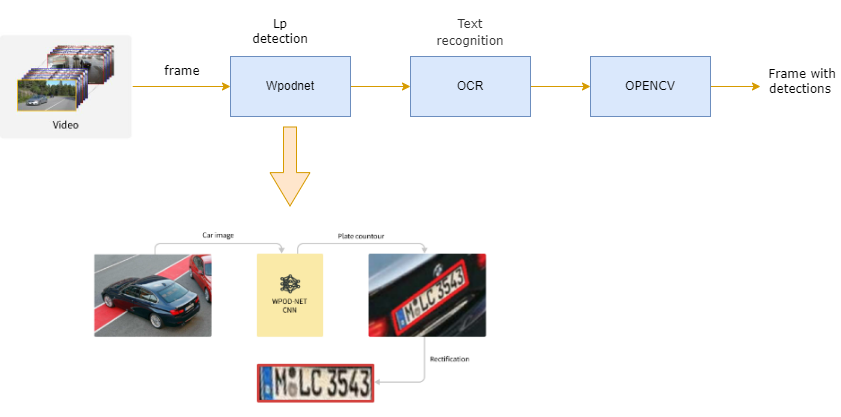 Lp
detection
Text
recognition
frame
Wpodnet
OCR
OPENCV
Frame with
detections
Video
Car image
Plate countour
WPOD-NET
CNN
M LC 3543
Rectification
M LC 3543